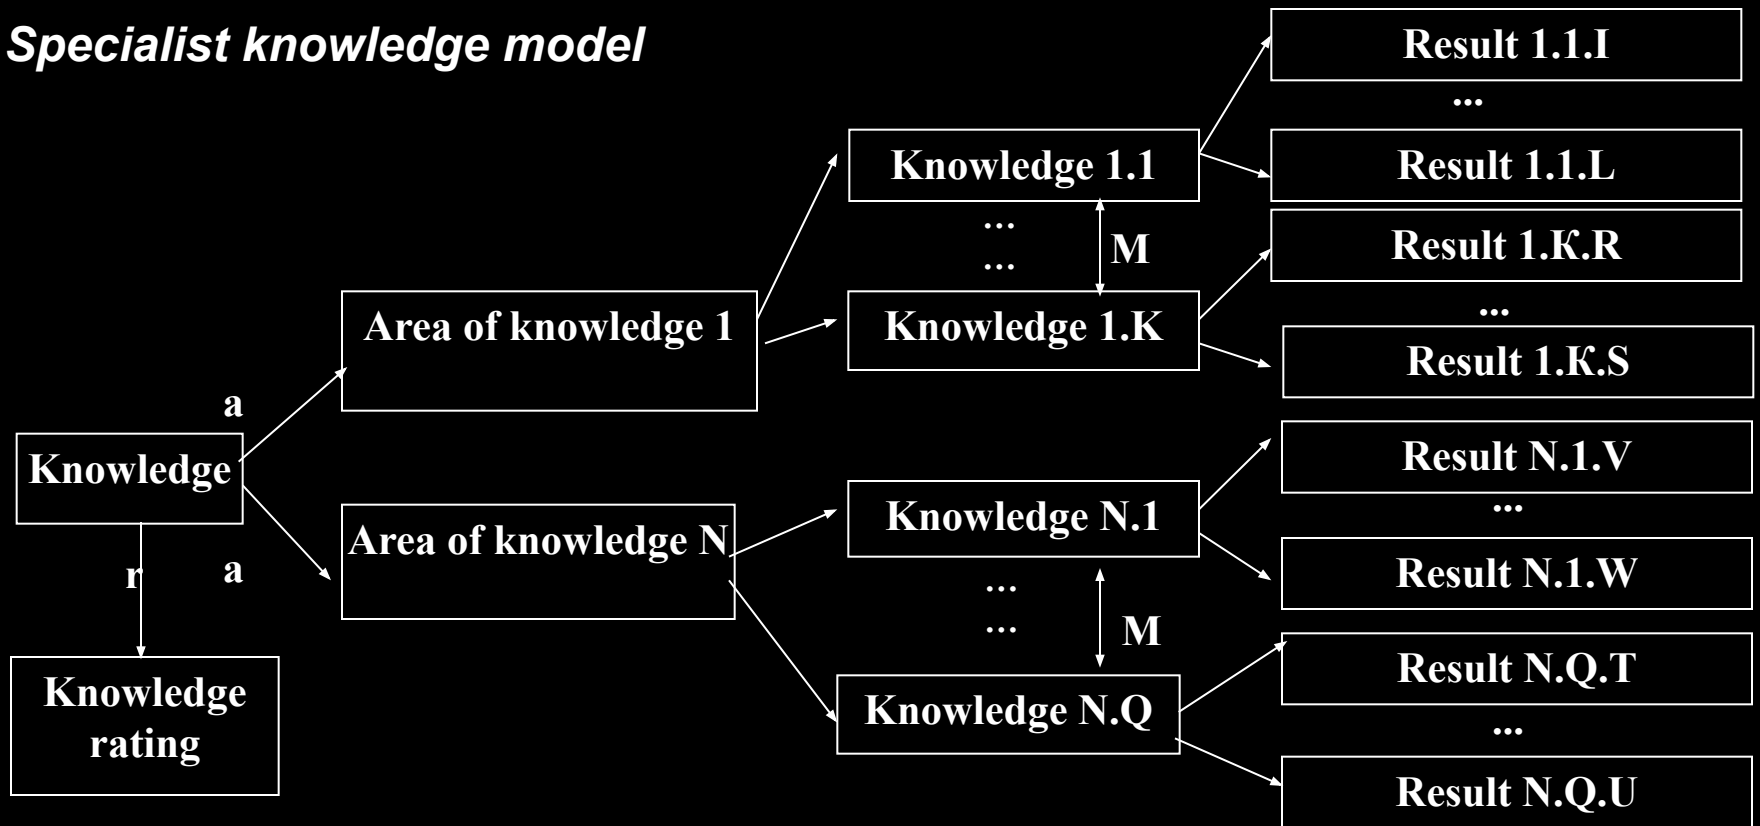 Specialist knowledge model
Result 1.1.I
...
Knowledge 1.1
Result 1.1.L
...
M
Result 1.К.R
...
Area of knowledge 1
Knowledge 1.K
...
Result 1.К.S
a
Knowledge
Result N.1.V
...
Area of knowledge N
Knowledge N.1
r
a
...
Result N.1.W
...
M
Knowledge
rating
Knowledge N.Q
Result N.Q.T
...
Result N.Q.U